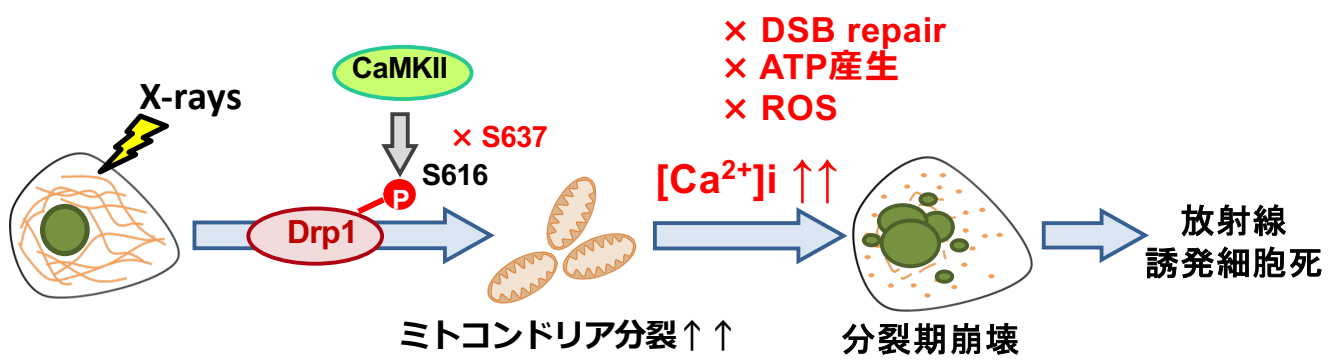 X-rays
CaMKII
× S637
S616
P
Drp1
ミトコンドリア分裂↑↑
× DSB repair
× ATP産生
× ROS
[Ca²⁺]i ↑↑
分裂期崩壊
放射線
誘発細胞死